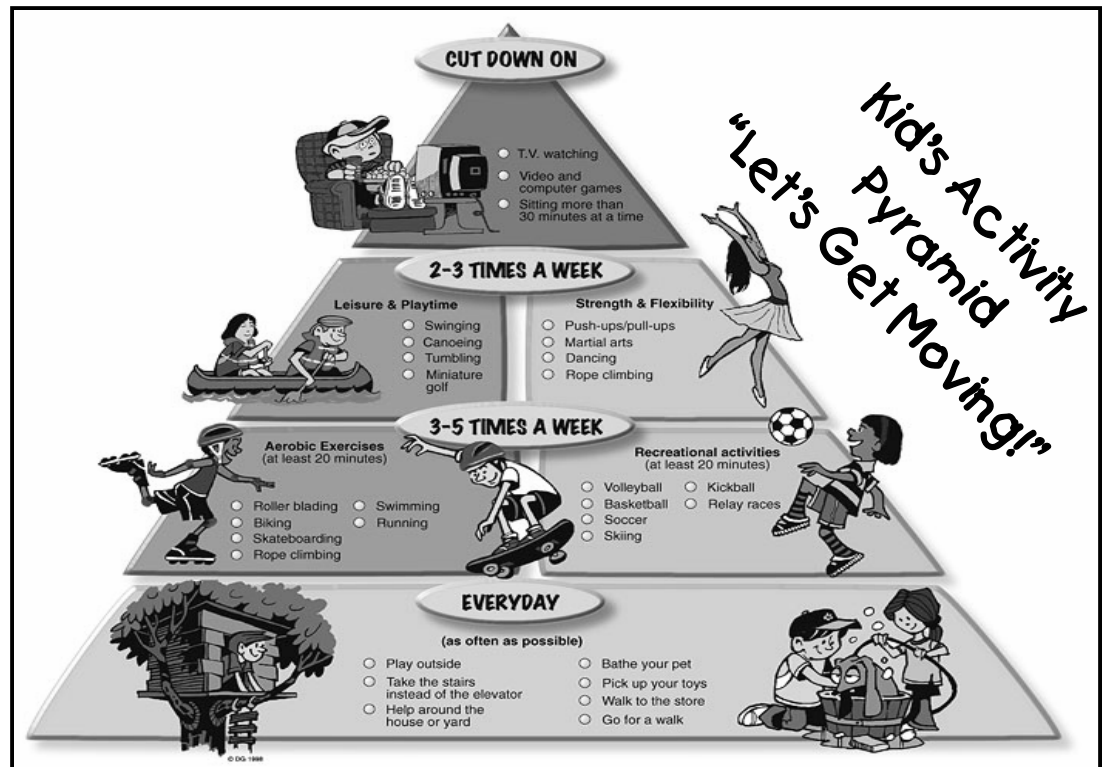 CUT DOWN ON
T.V. watching
Video and
computer games
Sitting more than
30 minutes at a time
Kid's Activity
Pyramid
"Let's Get Moving!"
2-3 TIMES A WEEK
Leisure & Playtime
Swinging
Canoeing
Tumbling
Miniature
golf
Strength & Flexibility
Push-ups/pull-ups
Martial arts
Dancing
Rope climbing
3-5 TIMES A WEEK
Aerobic Exercises
(at least 20 minutes)
Roller blading
Biking
Skateboarding
Rope climbing
Swimming
Running
Recreational activities
(at least 20 minutes)
Volleyball
Basketball
Soccer
Skiing
Kickball
Relay races
EVERYDAY
(as often as possible)
Play outside
Take the stairs
instead of the elevator
Help around the
house or yard
Bathe your pet
Pick up your toys
Walk to the store
Go for a walk
© DG 1998